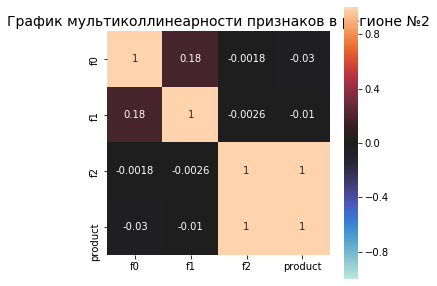 График мультиколлинеарности признаков в регионе №2
f0
1
0.18
-0.0018
-0.03
f1
0.18
1
-0.0026
-0.01
f2
-0.0018
-0.0026
1
1
product
-0.03
-0.01
1
1
f0
f1
f2
product
0.8
0.4
0.0
−0.4
−0.8